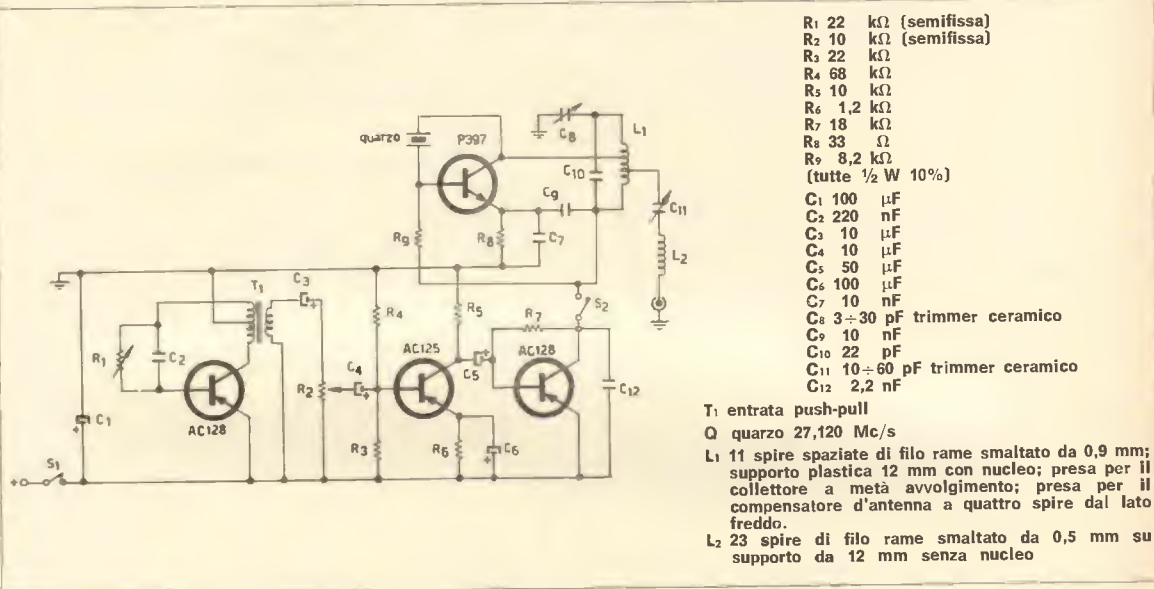 quarzo
P397
C8
L1
C10
C9
C11
R9
R8
C7
L2
T1
C3
R4
R5
S2
R7
R1
C2
C4
AC125
C5
AC128
R2
C12
C1
AC128
R3
R6
C6
S1
+
R1 22 kΩ (semifissa)
R2 10 kΩ (semifissa)
R3 22 kΩ
R4 68 kΩ
R5 10 kΩ
R6 1,2 kΩ
R7 18 kΩ
R8 33 Ω
R9 8,2 kΩ
(tutte ½ W 10%)
C1 100 µF
C2 220 nF
C3 10 µF
C4 10 µF
C5 50 µF
C6 100 µF
C7 10 nF
C8 3÷30 pF trimmer ceramico
C9 10 nF
C10 22 pF
C11 10÷60 pF trimmer ceramico
C12 2,2 nF
T1 entrata push-pull
Q quarzo 27,120 Mc/s
L1 11 spire spaziate di filo rame smaltato da 0,9 mm;
supporto plastica 12 mm con nucleo; presa per il
collettore a metà avvolgimento; presa per il
compensatore d'antenna a quattro spire dal lato
freddo.
L2 23 spire di filo rame smaltato da 0,5 mm su
supporto da 12 mm senza nucleo